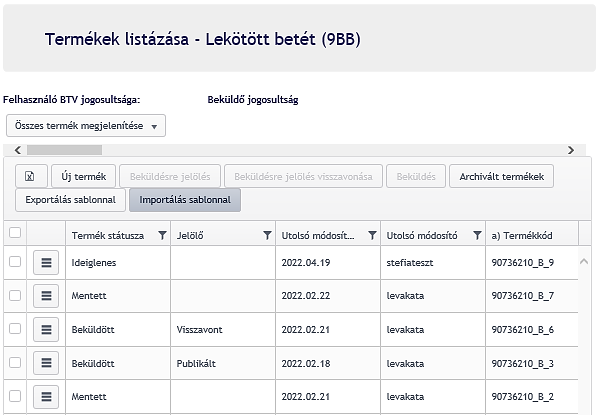 Termékek listázása - Lekötött betét (9BB)
Felhasználó BTV jogosultsága: Beküldő jogosultság
Összes termék megjelenítése
Új termék Beküldésre jelölés Beküldésre jelölés visszavonása Beküldés Archivált termékek
Exportálás sablonnal Importálás sablonnal
Termék státusza Jelölő Utolsó módosít... Utolsó módosító a) Termékkód
Ideiglenes 2022.04.19 stefiateszt 90736210_B_9
Mentett 2022.02.22 levakata 90736210_B_7
Beküldött Visszavont 2022.02.21 levakata 90736210_B_6
Beküldött Publikált 2022.02.18 levakata 90736210_B_3
Mentett 2022.02.21 levakata 90736210_B_2